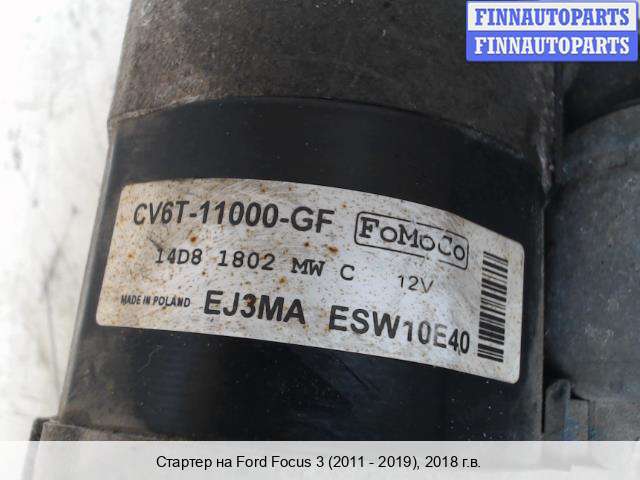 FINNAUTOPARTS
FINNAUTOPARTS
CV6T-11000-GF FoMoCo
14D8 1802 MW C 12V
MADE IN POLAND EJ3MA ESW10E40
Стартер на Ford Focus 3 (2011 - 2019), 2018 г.в.